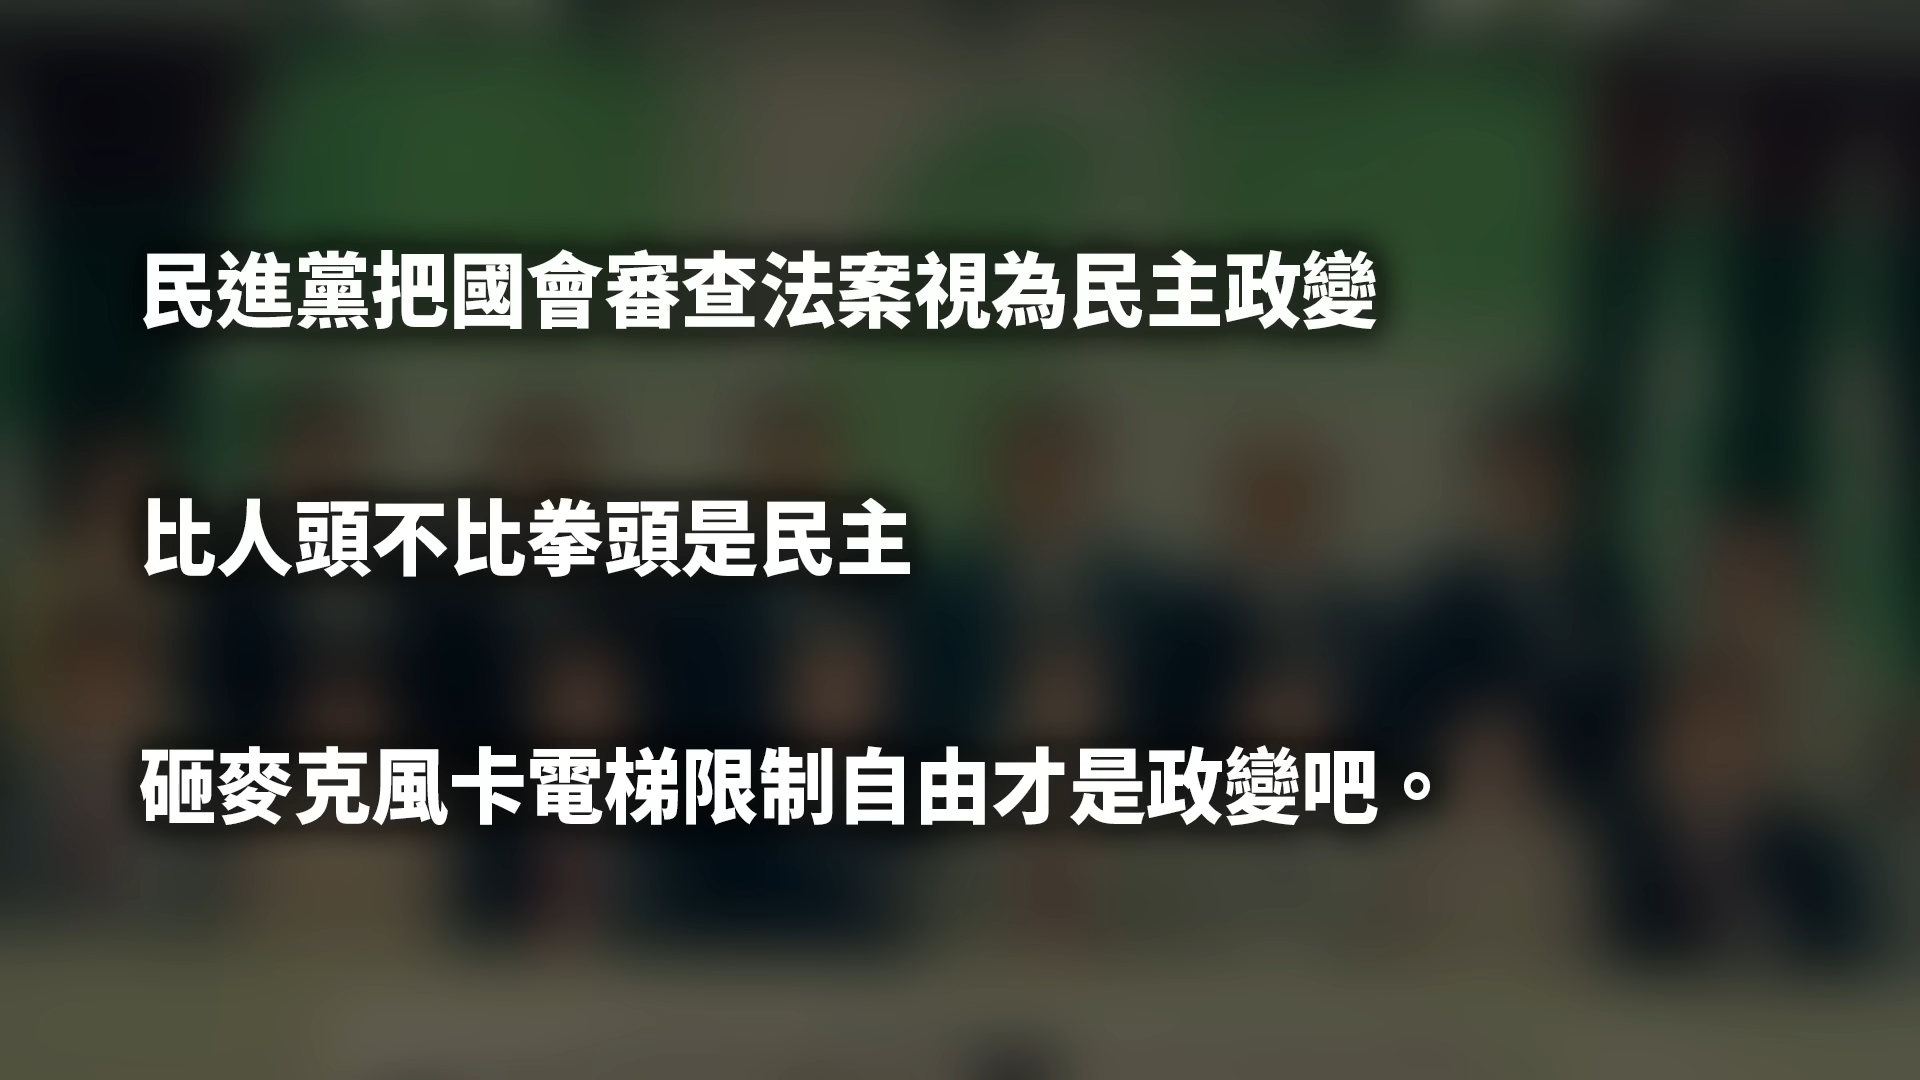 民進黨把國會審查法案視為民主政變
比人頭不比拳頭是民主
砸麥克風卡電梯限制自由才是政變吧。